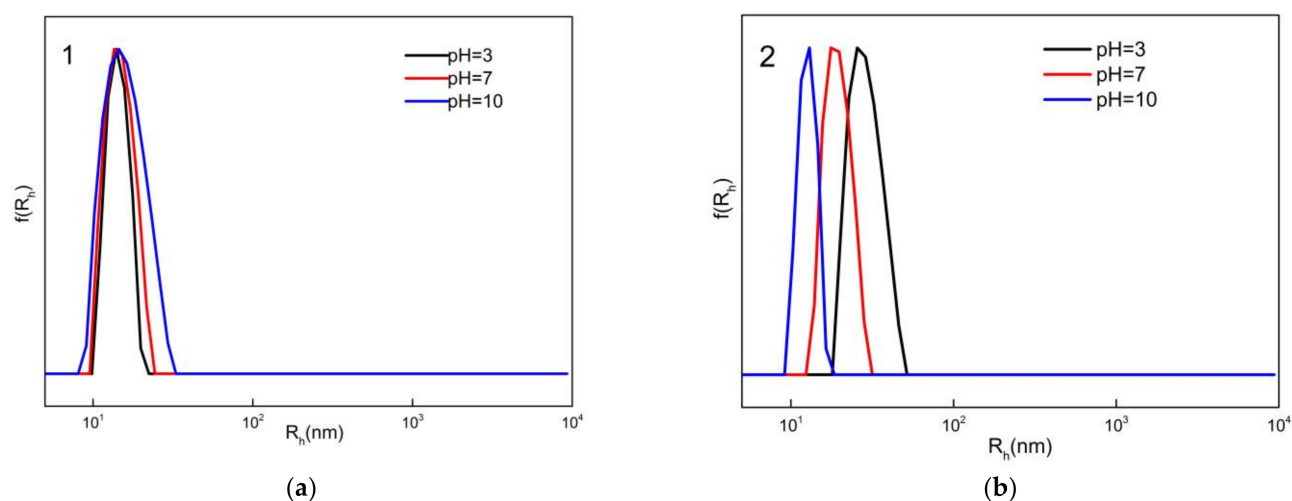 1
pH=3
pH=7
pH=10
f(Rₕ)
10¹ 10² 10³ 10⁴
Rₕ(nm)
(a)
2
pH=3
pH=7
pH=10
f(Rₕ)
10¹ 10² 10³ 10⁴
Rₕ(nm)
(b)